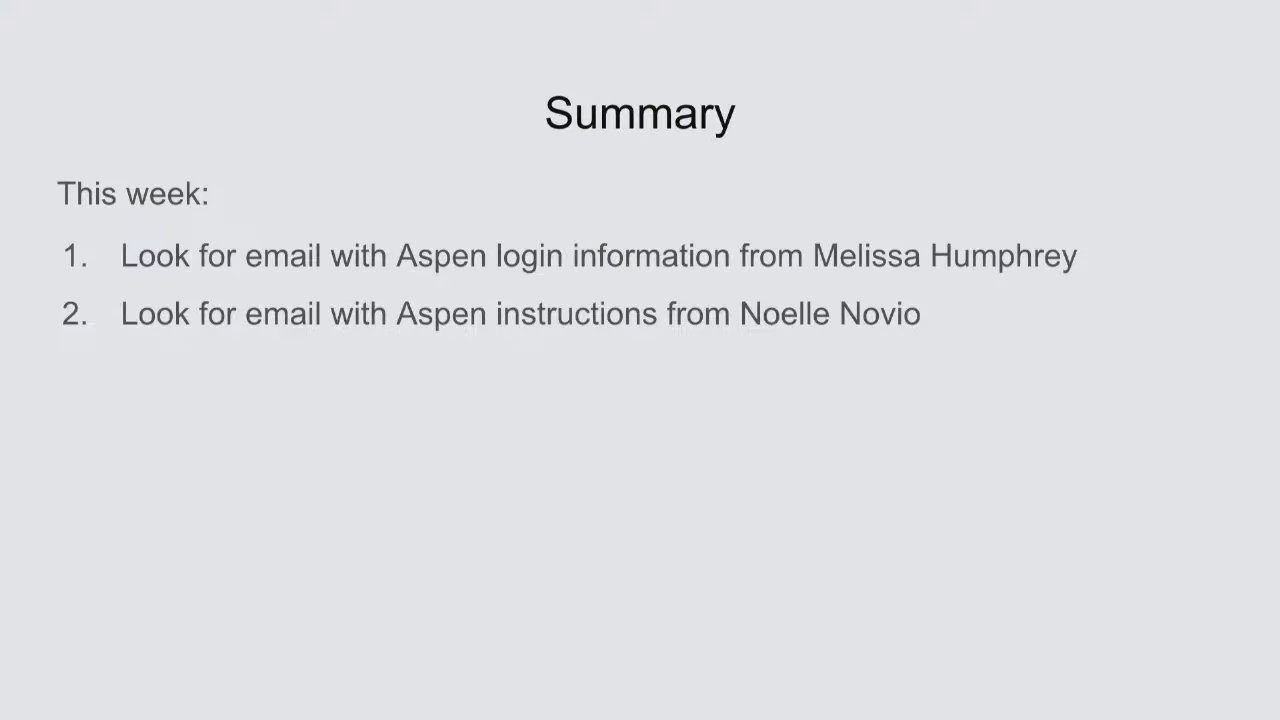 Summary
This week:
1. Look for email with Aspen login information from Melissa Humphrey
2. Look for email with Aspen instructions from Noelle Novio